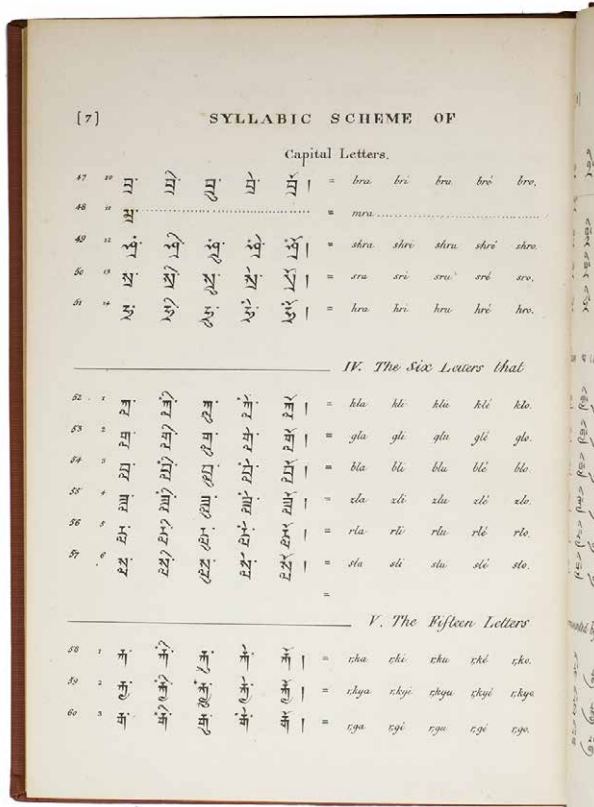 [7] SYLLABIC SCHEME OF
Capital Letters.
47 10 བྲ་ བྲི་ བྲུ་ བྲེ་ བྲོ། = bra bri bru bré bro.
48 11 མྲ་ ........ = mra ........
49 12 ཤྲ་ ཤྲི་ ཤྲུ་ ཤྲེ་ ཤྲོ། = shra shri shru shré shro.
50 13 སྲ་ སྲི་ སྲུ་ སྲེ་ སྲོ། = sra sri sru sré sro.
51 14 ཧྲ་ ཧྲི་ ཧྲུ་ ཧྲེ་ ཧྲོ། = hra hri hru hré hro.
IV. The Six Letters that
52 1 ཀླ་ ཀླི་ ཀླུ་ ཀླེ་ ཀློ། = kla kli klu klé klo.
53 2 གླ་ གླི་ གླུ་ གླེ་ གློ། = gla gli glu glé glo.
54 3 བླ་ བླི་ བླུ་ བླེ་ བློ། = bla bli blu blé blo.
55 4 ཟླ་ ཟླི་ ཟླུ་ ཟླེ་ ཟློ། = zla zli zlu zlé zlo.
56 5 རླ་ རླི་ རླུ་ རླེ་ རློ། = rla rli rlu rlé rlo.
57 6 སླ་ སླི་ སླུ་ སླེ་ སློ། = sla sli slu slé slo.
=
V. The Fifteen Letters
58 1 རྐ་ རྐི་ རྐུ་ རྐེ་ རྐོ། = r,ka r,ki r,ku r,ké r,ko.
59 2 རྐྱ་ རྐྱི་ རྐྱུ་ རྐྱེ་ རྐྱོ། = r,kya r,kyi r,kyu r,kyé r,kyo.
60 3 རྒ་ རྒི་ རྒུ་ རྒེ་ རྒོ། = r,ga r,gi r,gu r,gé r,go.